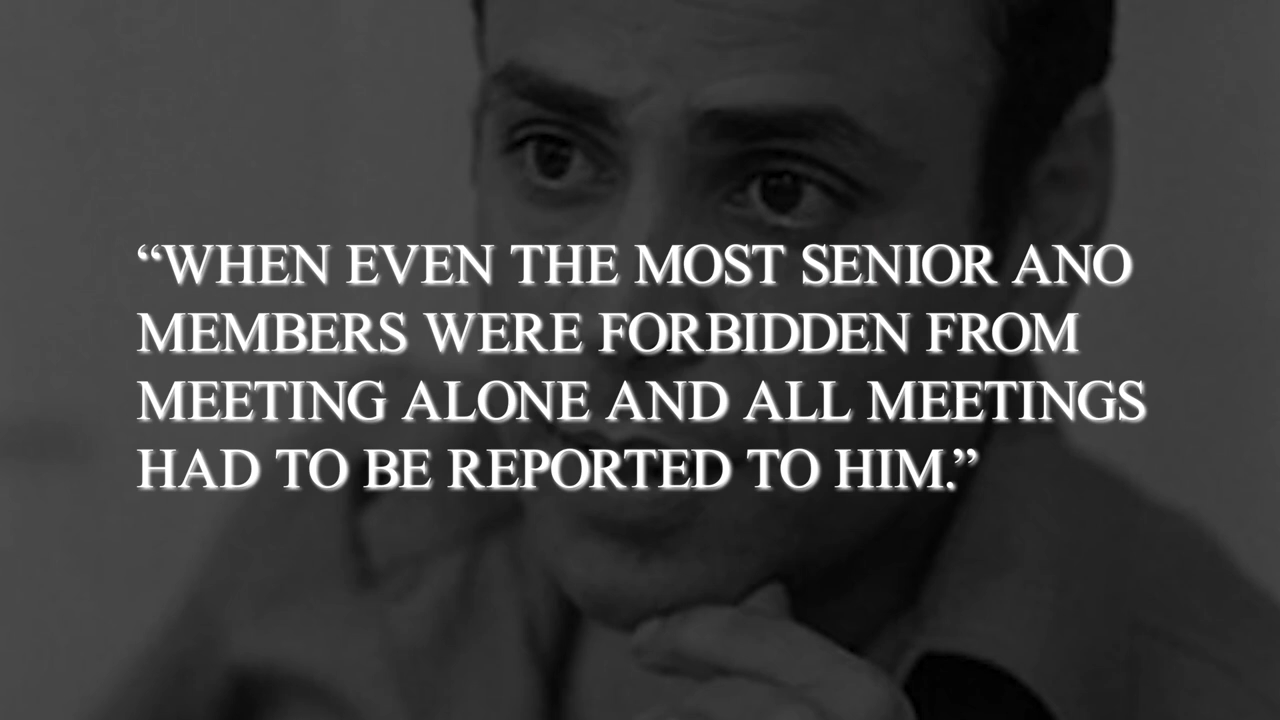 “WHEN EVEN THE MOST SENIOR ANO
MEMBERS WERE FORBIDDEN FROM
MEETING ALONE AND ALL MEETINGS
HAD TO BE REPORTED TO HIM.”